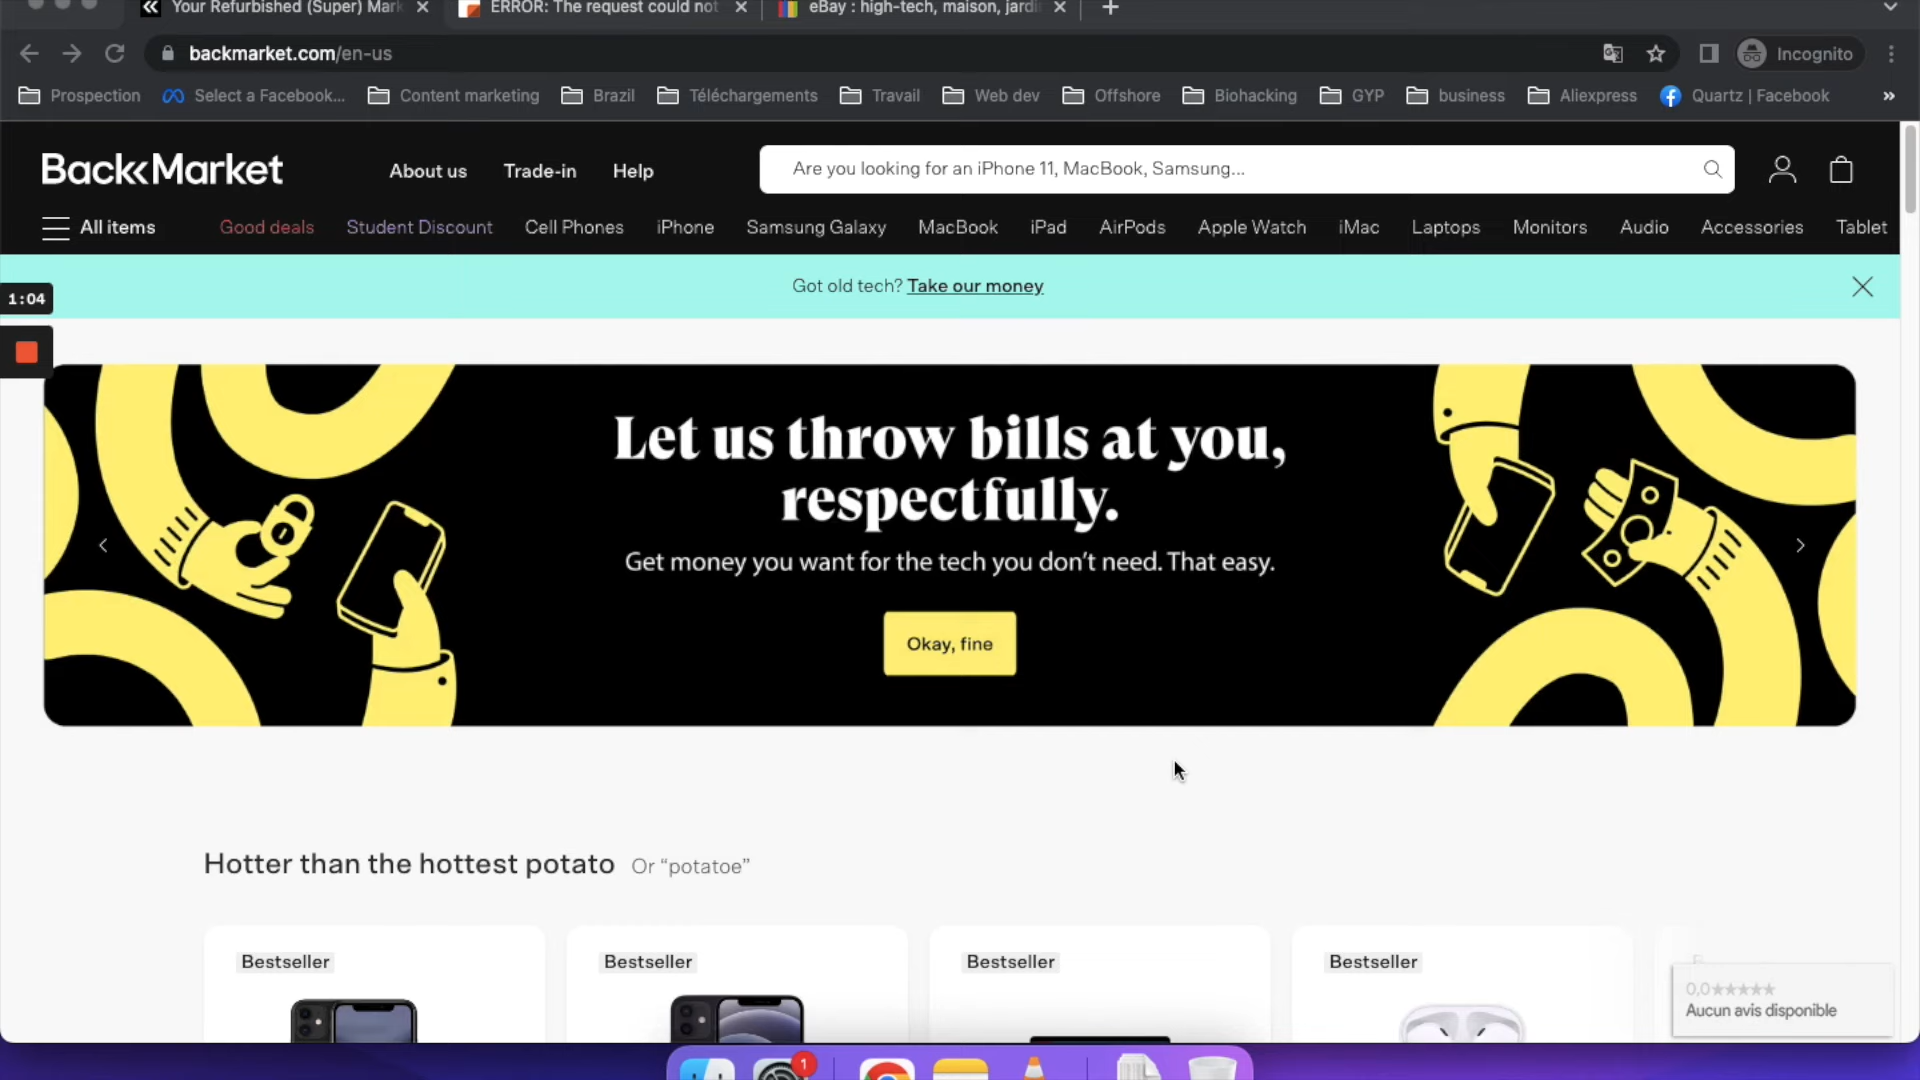 Your Refurbished (Super) Mark
ERROR: The request could not
eBay : high-tech, maison, jardi
backmarket.com/en-us
Incognito
Prospection
Select a Facebook...
Content marketing
Brazil
Téléchargements
Travail
Web dev
Offshore
Biohacking
GYP
business
Aliexpress
Quartz | Facebook
»
Back Market
About us
Trade-in
Help
Are you looking for an iPhone 11, MacBook, Samsung...
All items
Good deals
Student Discount
Cell Phones
iPhone
Samsung Galaxy
MacBook
iPad
AirPods
Apple Watch
iMac
Laptops
Monitors
Audio
Accessories
Tablet
Got old tech? Take our money
1:04
Let us throw bills at you,
respectfully.
Get money you want for the tech you don't need. That easy.
Okay, fine
Hotter than the hottest potato Or “potatoe”
Bestseller
Bestseller
Bestseller
Bestseller
0,0★★★★★
Aucun avis disponible
1